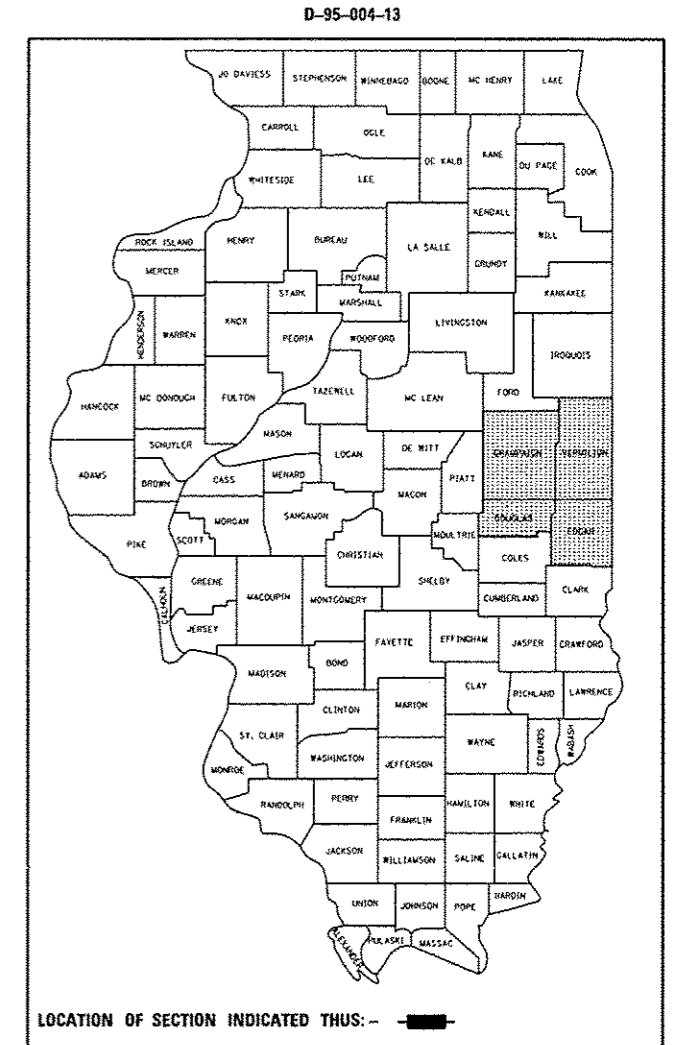 D-95-004-13
JO DAVIESS STEPHENSON WINNEBAGO BOONE MC HENRY LAKE
CARROLL OGLE DE KALB KANE DU PAGE COOK
WHITESIDE LEE KENDALL WILL
ROCK ISLAND HENRY BUREAU LA SALLE GRUNDY
MERCER PUTNAM KANKAKEE
STARK MARSHALL
HENDERSON WARREN KNOX PEORIA WOODFORD LIVINGSTON IROQUOIS
HANCOCK MC DONOUGH FULTON TAZEWELL MC LEAN FORD
SCHUYLER MASON LOGAN DE WITT CHAMPAIGN VERMILION
ADAMS BROWN CASS MENARD PIATT
MACON
PIKE SCOTT MORGAN SANGAMON MOULTRIE DOUGLAS EDGAR
CHRISTIAN COLES
CALHOUN GREENE MACOUPIN MONTGOMERY SHELBY CUMBERLAND CLARK
JERSEY FAYETTE EFFINGHAM JASPER CRAWFORD
MADISON BOND
CLAY RICHLAND LAWRENCE
CLINTON MARION
ST. CLAIR WAYNE EDWARDS WABASH
MONROE WASHINGTON JEFFERSON
RANDOLPH PERRY HAMILTON WHITE
FRANKLIN
JACKSON WILLIAMSON SALINE GALLATIN
UNION JOHNSON POPE HARDIN
ALEXANDER PULASKI MASSAC
LOCATION OF SECTION INDICATED THUS: -